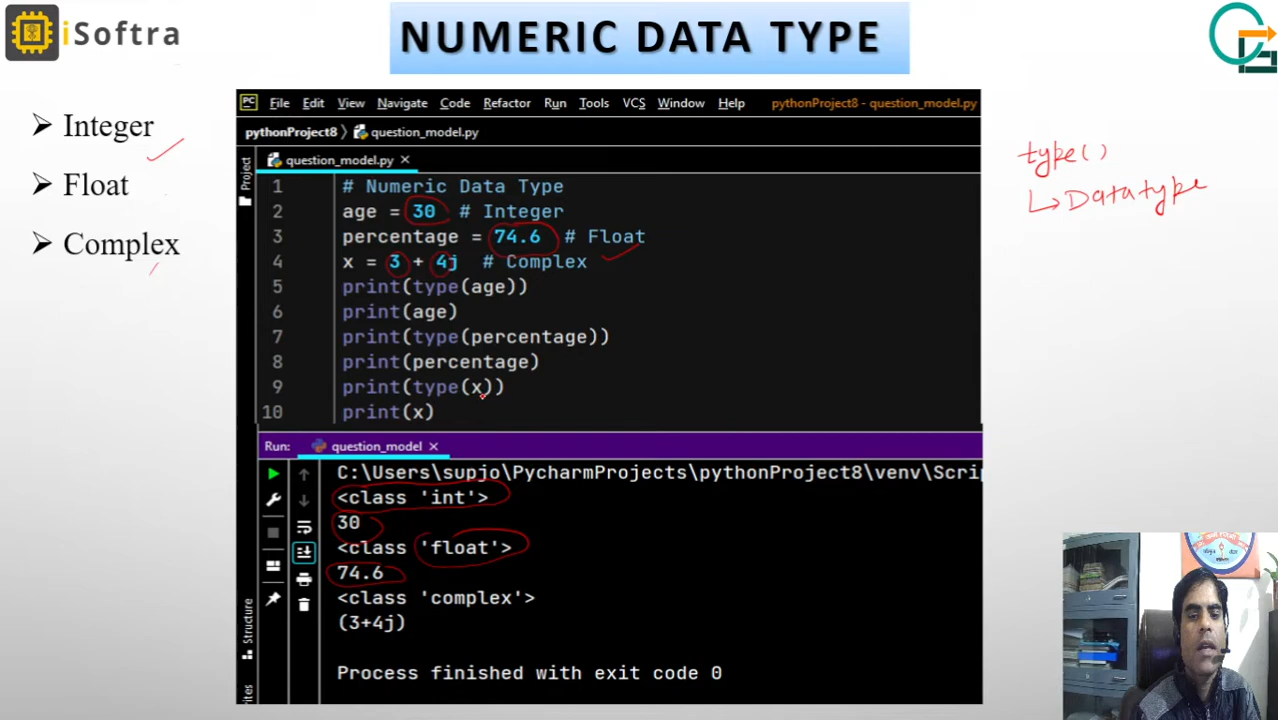 iSoftra
NUMERIC DATA TYPE
➢ Integer
➢ Float
➢ Complex
PC File Edit View Navigate Code Refactor Run Tools VCS Window Help pythonProject8 - question_model.py
pythonProject8 〉 question_model.py
Project
question_model.py ×
1 # Numeric Data Type
2 age = 30 # Integer
3 percentage = 74.6 # Float
4 x = 3 + 4j # Complex
5 print(type(age))
6 print(age)
7 print(type(percentage))
8 print(percentage)
9 print(type(x))
10 print(x)
type()
↳ Datatype
Run: question_model ×
C:\Users\supjo\PycharmProjects\pythonProject8\venv\Scri
<class 'int'>
30
<class 'float'>
74.6
<class 'complex'>
(3+4j)
Process finished with exit code 0
Structure